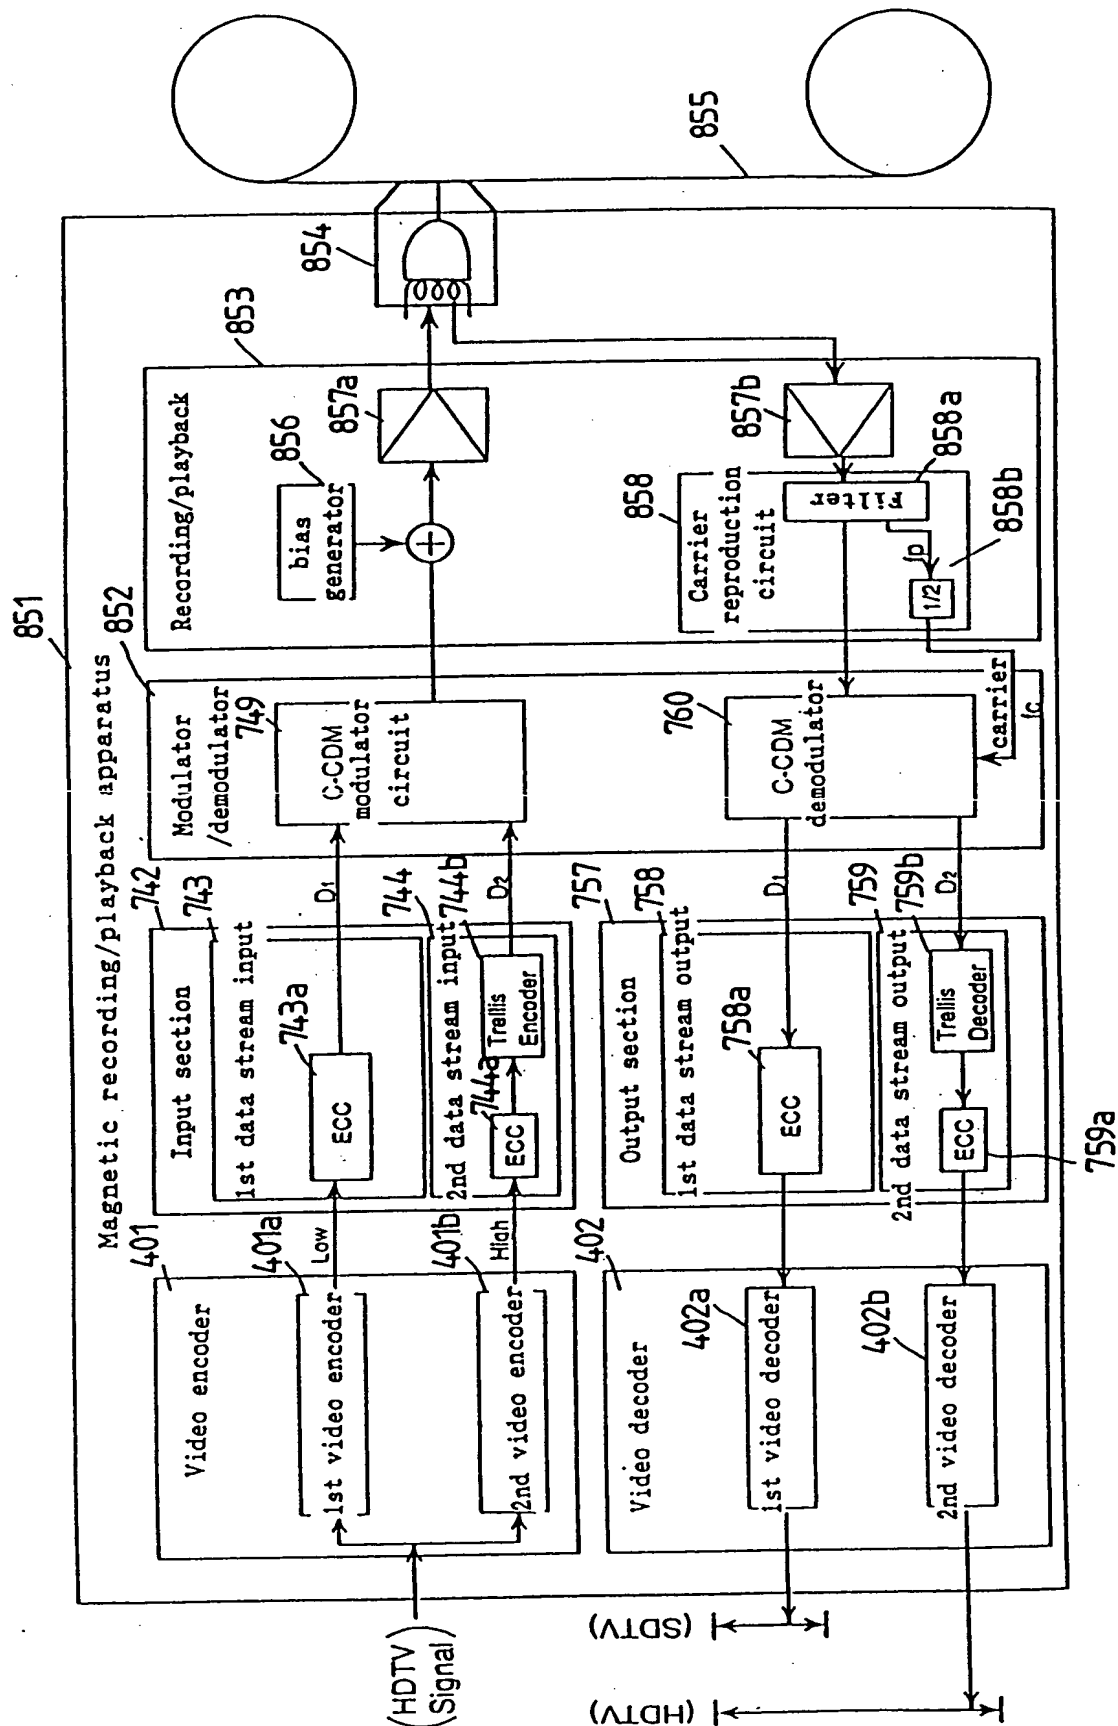 Magnetic recording/playback apparatus
851
(HDTV
Signal)
401
Video encoder
401a
1st video encoder
401b
2nd video encoder
Low
High
742
Input section
743
1st data stream input
743a
ECC
744
2nd data stream input
744a
ECC
744b
Trellis
Encoder
D1
D2
852
Modulator
/demodulator
749
C-CDM
modulator
circuit
853
Recording/playback
856
bias
generator
857a
854
855
857b
858
Carrier
reproduction
circuit
Filter
858a
fp
1/2
858b
carrier
fc
760
C-CDM
demodulator
D1
D2
757
Output section
758
1st data stream output
758a
ECC
759
2nd data stream output
759b
Trellis
Decoder
ECC
759a
402
Video decoder
402a
1st video decoder
402b
2nd video decoder
(SDTV)
(HDTV)